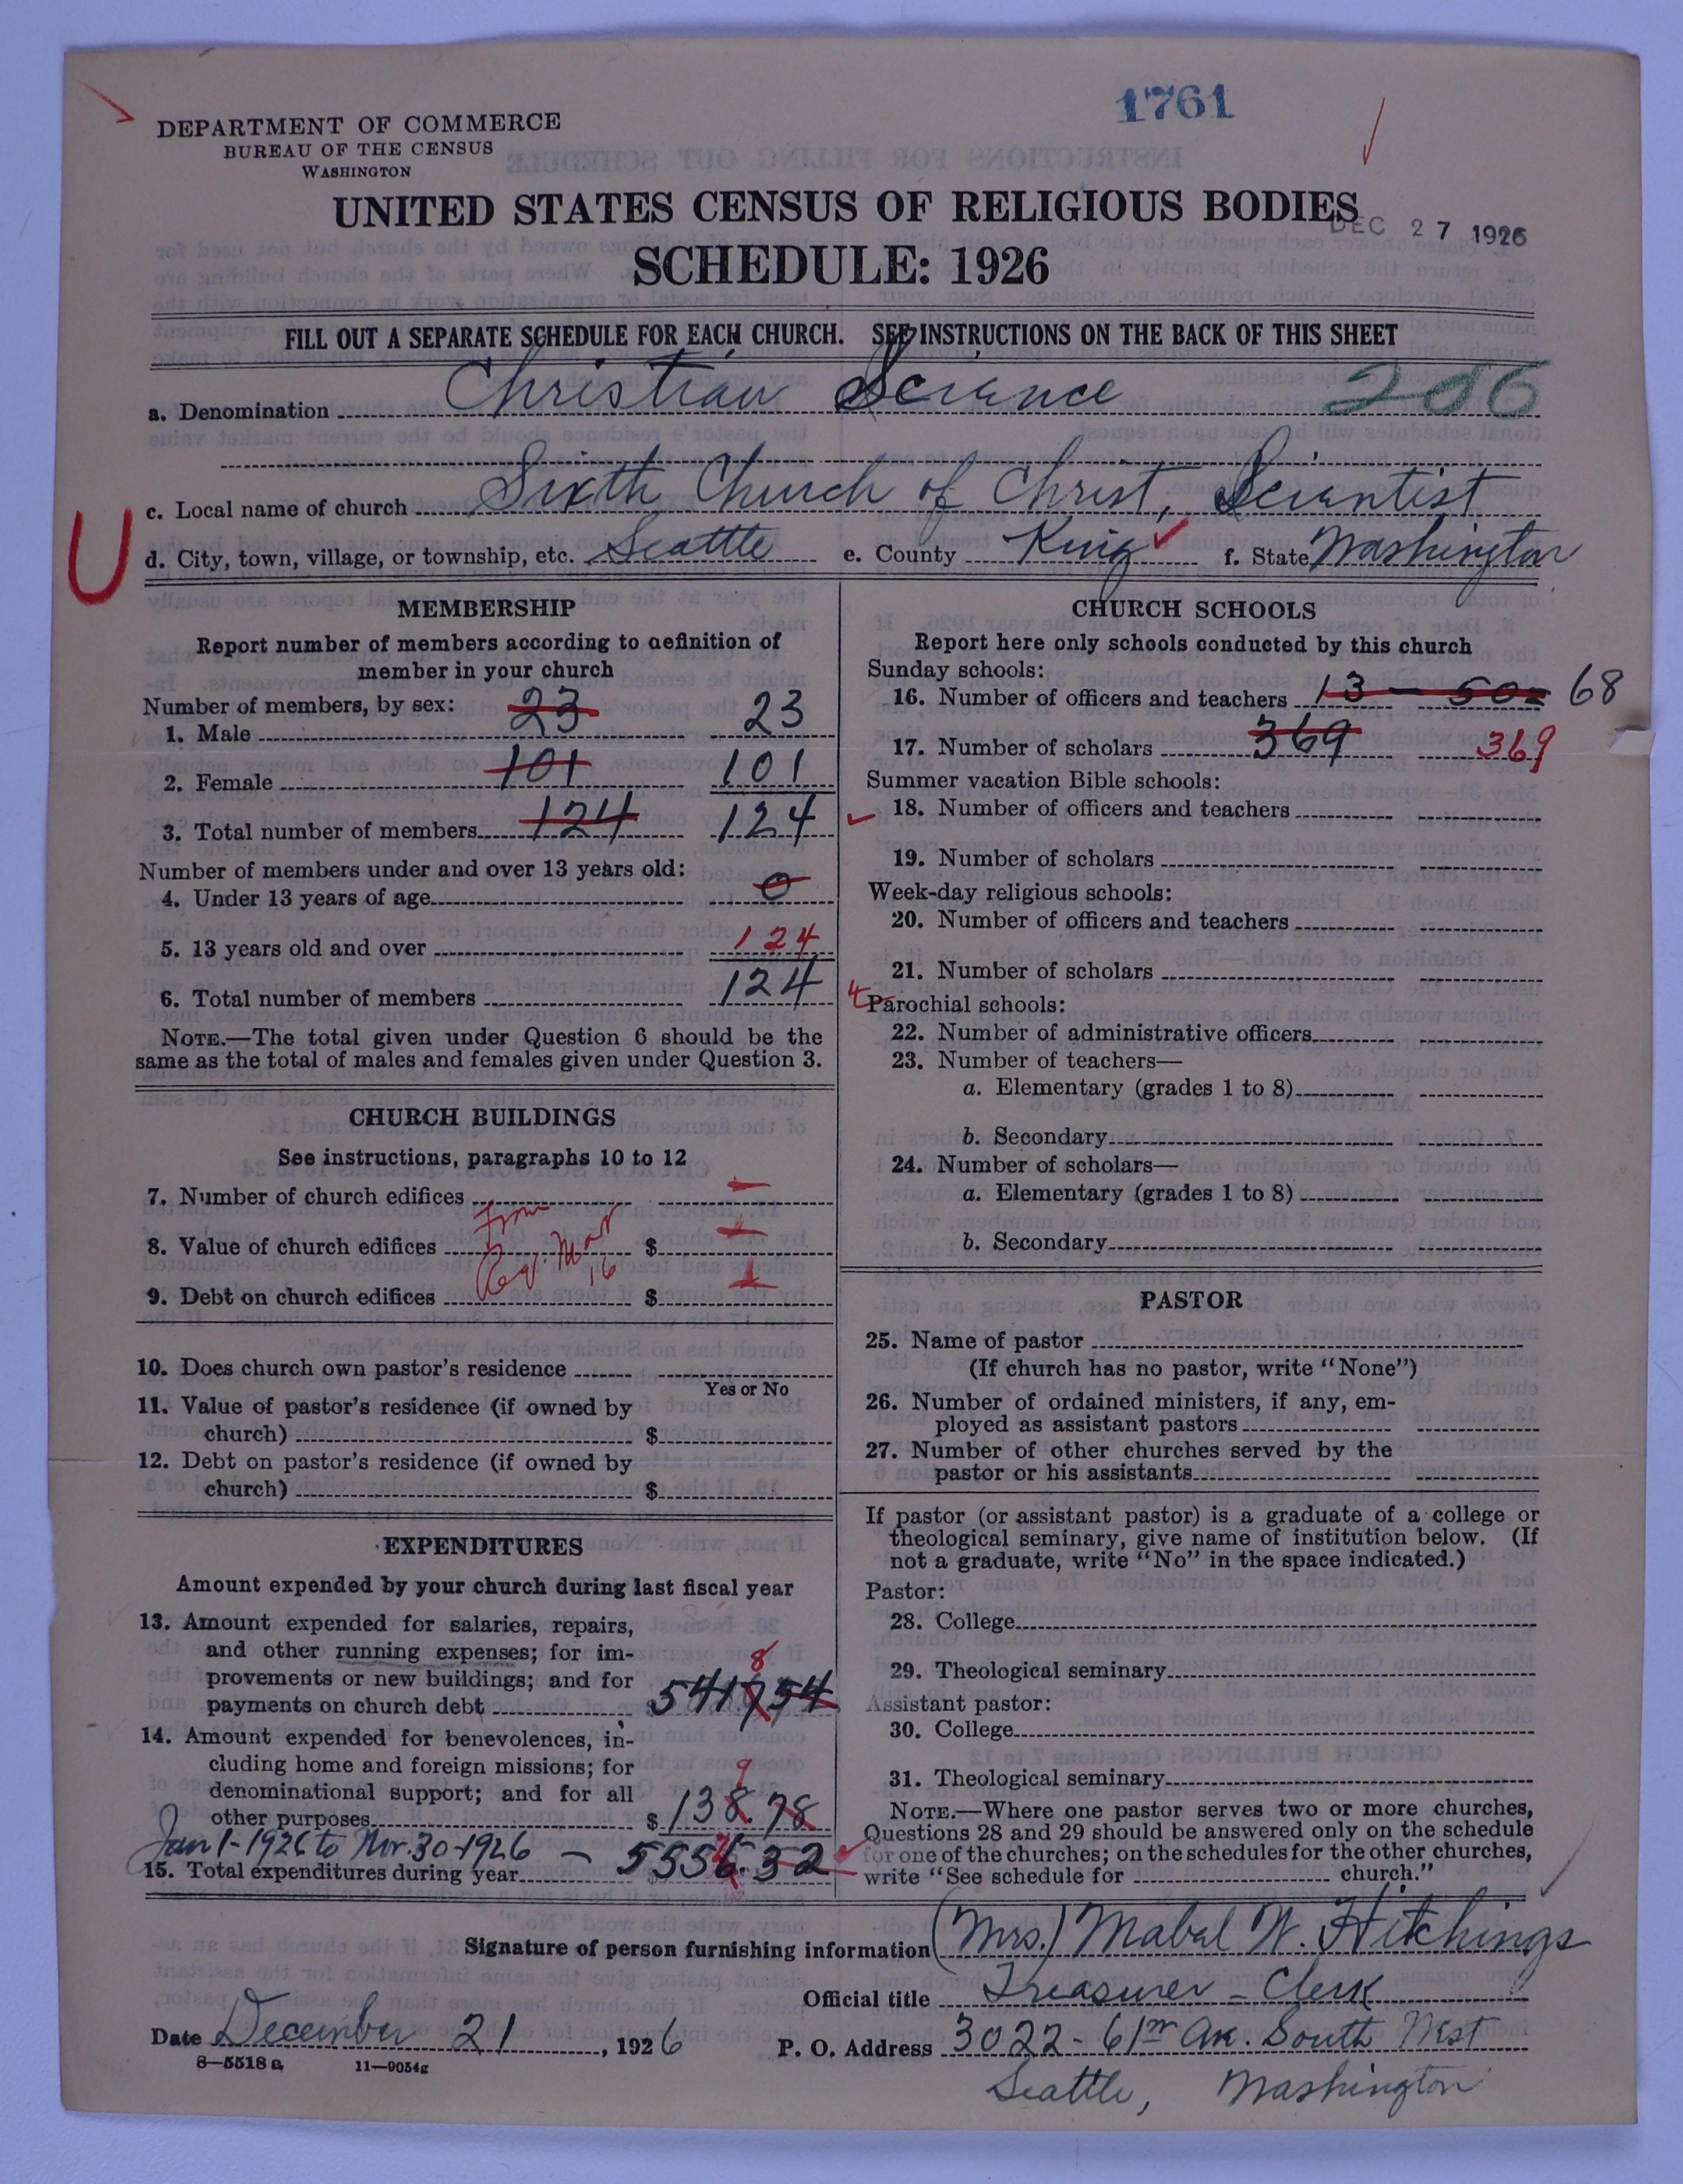 1761
DEPARTMENT OF COMMERCE
BUREAU OF THE CENSUS
WASHINGTON
UNITED STATES CENSUS OF RELIGIOUS BODIES
DEC 27 1926
SCHEDULE: 1926
FILL OUT A SEPARATE SCHEDULE FOR EACH CHURCH. SEE INSTRUCTIONS ON THE BACK OF THIS SHEET
a. Denomination Christian Science 206
c. Local name of church Sixth Church of Christ, Scientist
U
d. City, town, village, or township, etc. Seattle e. County King f. State Washington
MEMBERSHIP
Report number of members according to definition of
member in your church
Number of members, by sex:
1. Male 23 23
2. Female 101 101
3. Total number of members 124 124
Number of members under and over 13 years old:
4. Under 13 years of age 0
5. 13 years old and over 124
6. Total number of members 124
NOTE.—The total given under Question 6 should be the
same as the total of males and females given under Question 3.
CHURCH BUILDINGS
See instructions, paragraphs 10 to 12
7. Number of church edifices
From
8. Value of church edifices $
16
9. Debt on church edifices $
10. Does church own pastor's residence
Yes or No
11. Value of pastor's residence (if owned by
church) $
12. Debt on pastor's residence (if owned by
church) $
EXPENDITURES
Amount expended by your church during last fiscal year
13. Amount expended for salaries, repairs,
and other running expenses; for im-
provements or new buildings; and for
8
payments on church debt 5417 54
14. Amount expended for benevolences, in-
cluding home and foreign missions; for
denominational support; and for all
9
other purposes $138.78
Jan 1-1926 to Nov. 30-1926
15. Total expenditures during year 5556.32
CHURCH SCHOOLS
Report here only schools conducted by this church
Sunday schools:
16. Number of officers and teachers 13 — 50 = 68
17. Number of scholars 369 369
Summer vacation Bible schools:
18. Number of officers and teachers
19. Number of scholars
Week-day religious schools:
20. Number of officers and teachers
21. Number of scholars
4
Parochial schools:
22. Number of administrative officers
23. Number of teachers—
a. Elementary (grades 1 to 8)
b. Secondary
24. Number of scholars—
a. Elementary (grades 1 to 8)
b. Secondary
PASTOR
25. Name of pastor
(If church has no pastor, write "None")
26. Number of ordained ministers, if any, em-
ployed as assistant pastors
27. Number of other churches served by the
pastor or his assistants
If pastor (or assistant pastor) is a graduate of a college or
theological seminary, give name of institution below. (If
not a graduate, write "No" in the space indicated.)
Pastor:
28. College
29. Theological seminary
Assistant pastor:
30. College
31. Theological seminary
NOTE.—Where one pastor serves two or more churches,
Questions 28 and 29 should be answered only on the schedule
for one of the churches; on the schedules for the other churches,
write "See schedule for church."
Signature of person furnishing information (Mrs.) Mabel W. Hitchings
Official title Treasurer - Clerk
Date December 21, 1926
P. O. Address 3022 - 61st Ave. South West
8—5518 a 11—9054g
Seattle, Washington